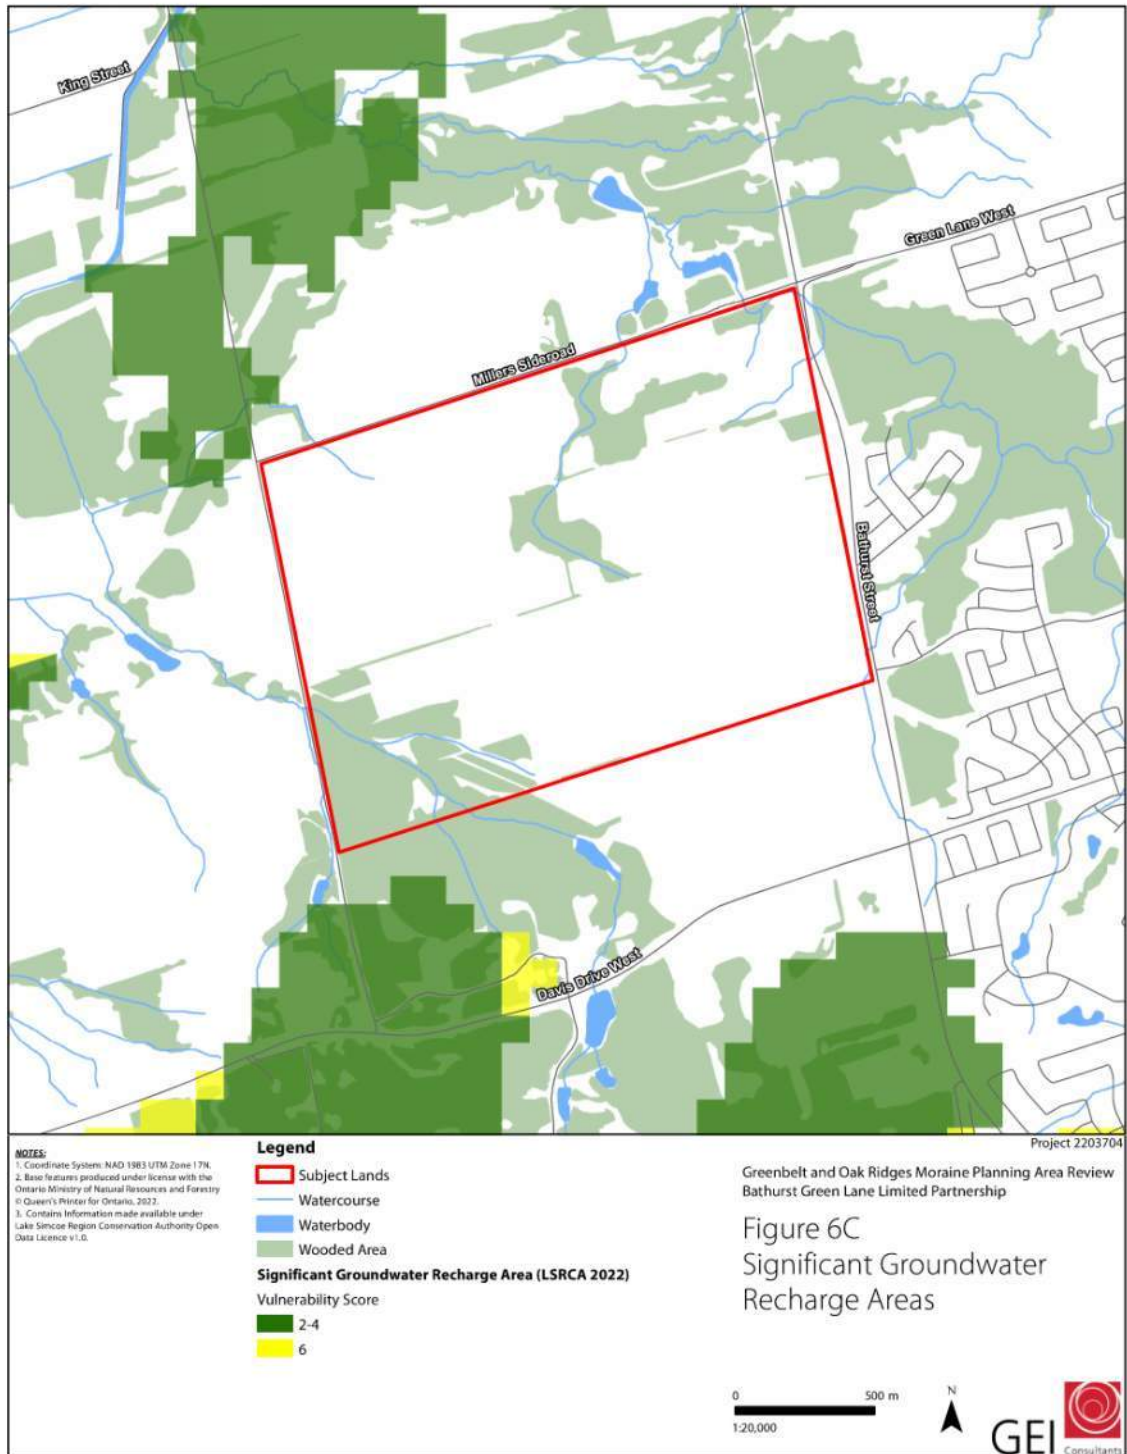 King Street
Green Lane West
Millers Sideroad
Bathurst Street
Davis Drive West
NOTES:
1. Coordinate System: NAD 1983 UTM Zone 17N.
2. Base features produced under license with the
Ontario Ministry of Natural Resources and Forestry
© Queen's Printer for Ontario, 2022.
3. Contains Information made available under
Lake Simcoe Region Conservation Authority Open
Data Licence v1.0.
Legend
Subject Lands
Watercourse
Waterbody
Wooded Area
Significant Groundwater Recharge Area (LSRCA 2022)
Vulnerability Score
2-4
6
Project 2203704
Greenbelt and Oak Ridges Moraine Planning Area Review
Bathurst Green Lane Limited Partnership
Figure 6C
Significant Groundwater
Recharge Areas
0 500 m
1:20,000
N
GEI
Consultants